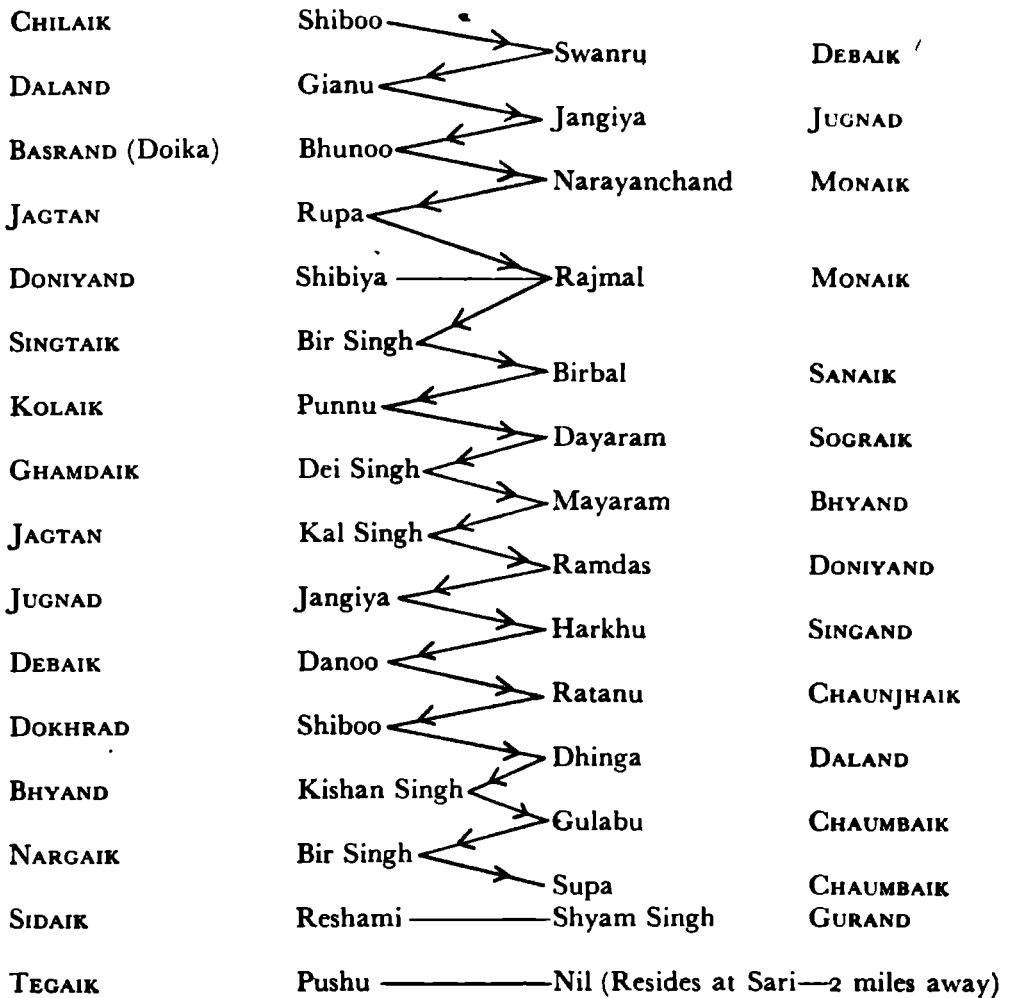 CHILAIK Shiboo
Swanru DEBAIK
DALAND Gianu
Jangiya JUGNAD
BASRAND (Doika) Bhunoo
Narayanchand MONAIK
JAGTAN Rupa
DONIYAND Shibiya Rajmal MONAIK
SINGTAIK Bir Singh
Birbal SANAIK
KOLAIK Punnu
Dayaram SOGRAIK
GHAMDAIK Dei Singh
Mayaram BHYAND
JAGTAN Kal Singh
Ramdas DONIYAND
JUGNAD Jangiya
Harkhu SINGAND
DEBAIK Danoo
Ratanu CHAUNJHAIK
DOKHRAD Shiboo
Dhinga DALAND
BHYAND Kishan Singh
Gulabu CHAUMBAIK
NARGAIK Bir Singh
Supa CHAUMBAIK
SIDAIK Reshami Shyam Singh GURAND
TEGAIK Pushu Nil (Resides at Sari—2 miles away)